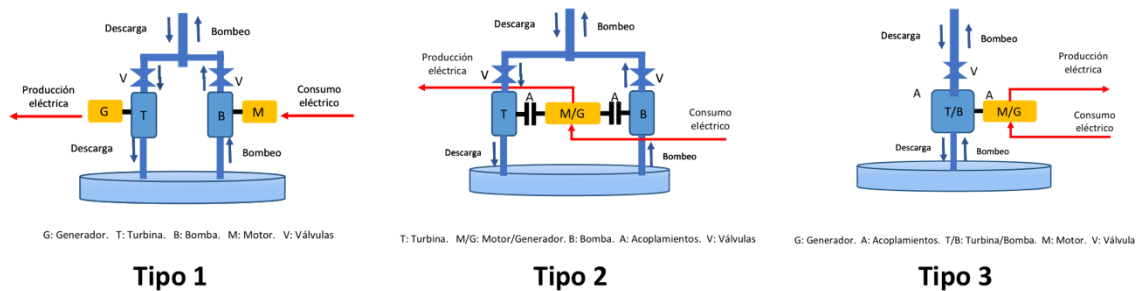 Descarga
Bombeo
V
V
Producción
eléctrica
Consumo
eléctrico
G
T
B
M
Descarga
Bombeo
G: Generador. T: Turbina. B: Bomba. M: Motor. V: Válvulas
Tipo 1
Descarga
Bombeo
Producción
eléctrica
V
V
A
A
T
M/G
B
Consumo
eléctrico
Descarga
Bombeo
T: Turbina. M/G: Motor/Generador. B: Bomba. A: Acoplamientos. V: Válvulas
Tipo 2
Descarga
Bombeo
V
Producción
eléctrica
A
A
T/B
M/G
Consumo
eléctrico
Descarga
Bombeo
G: Generador. A: Acoplamientos. T/B: Turbina/Bomba. M: Motor. V: Válvula
Tipo 3